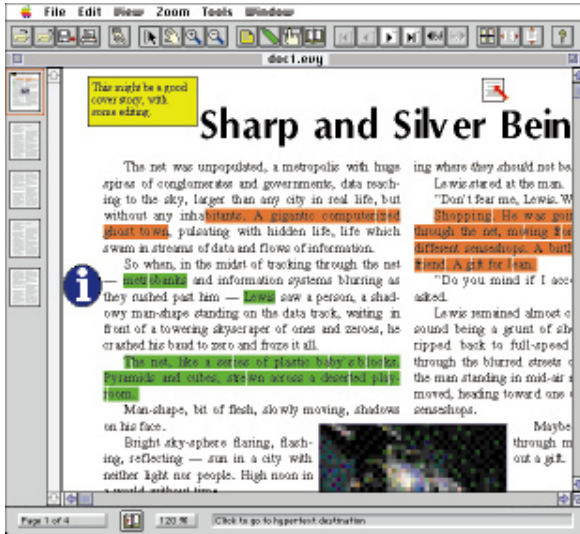 File Edit View Zoom Tools Window
doc1.evy
This might be a good
cover story, with
some editing.
Sharp and Silver Bein
The net was unpopulated, a metropolis with huge
spires of conglomerates and governments, data reach-
ing to the sky, larger than any city in real life, but
without any inhabitants. A gigantic computerized
ghost town, pulsating with hidden life, life which
swam in streams of data and flows of information.
So when, in the midst of tracking through the net
— metrobanks and information systems blurring as
they rushed past him — Lewis saw a person, a shad-
owy man-shape standing on the data track, waiting in
front of a towering skyscraper of ones and zeroes, he
crashed his baud to zero and froze it all.
The net, like a series of plastic baby's blocks.
Pyramids and cubes, strewn across a deserted play-
room.
Man-shape, bit of flesh, slowly moving, shadows
on his face.
Bright sky-sphere flaring, flash-
ing, reflecting — sun in a city with
neither light nor people. High noon in
a world without time
ing where they should not be.
Lewis stared at the man.
"Don't fear me, Lewis. W
Shopping. He was goin
through the net, moving from
different senseshops. A birth
friend. A gift for Jean.
"Do you mind if I acc
asked.
Lewis remained almost c
sound being a grunt of sh
ripped back to full-speed
through the blurred streets o
the man standing in mid-air s
moved, heading toward one o
senseshops.
Maybe
through m
out a gift.
Page 1 of 4
120 %
Click to go to hypertext destination